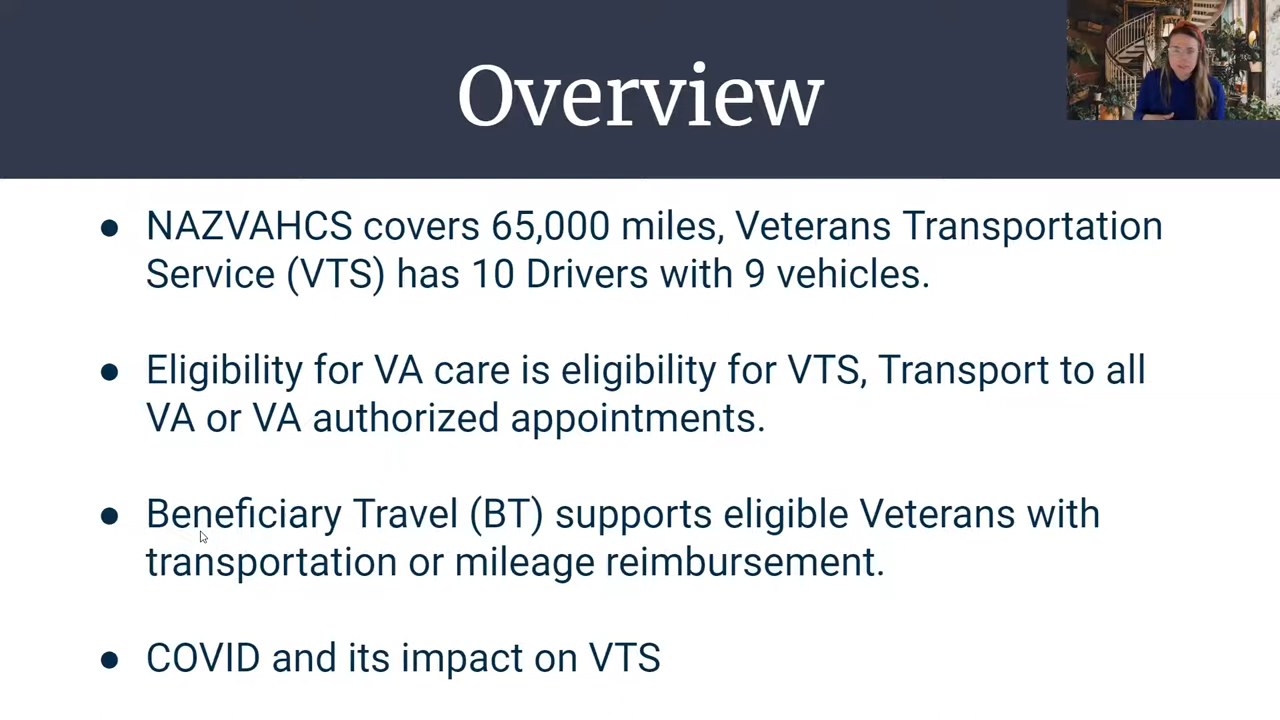 Overview
● NAZVAHCS covers 65,000 miles, Veterans Transportation
Service (VTS) has 10 Drivers with 9 vehicles.
● Eligibility for VA care is eligibility for VTS, Transport to all
VA or VA authorized appointments.
● Beneficiary Travel (BT) supports eligible Veterans with
transportation or mileage reimbursement.
● COVID and its impact on VTS